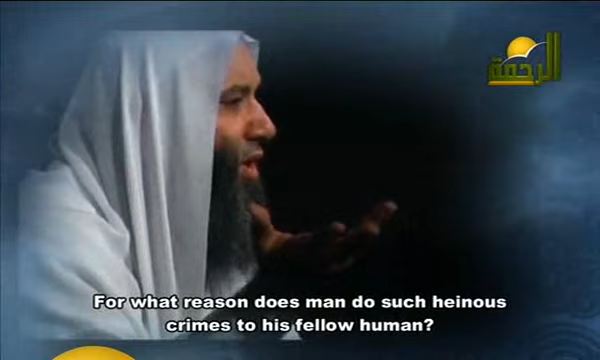 الرحمة
For what reason does man do such heinous
crimes to his fellow human?